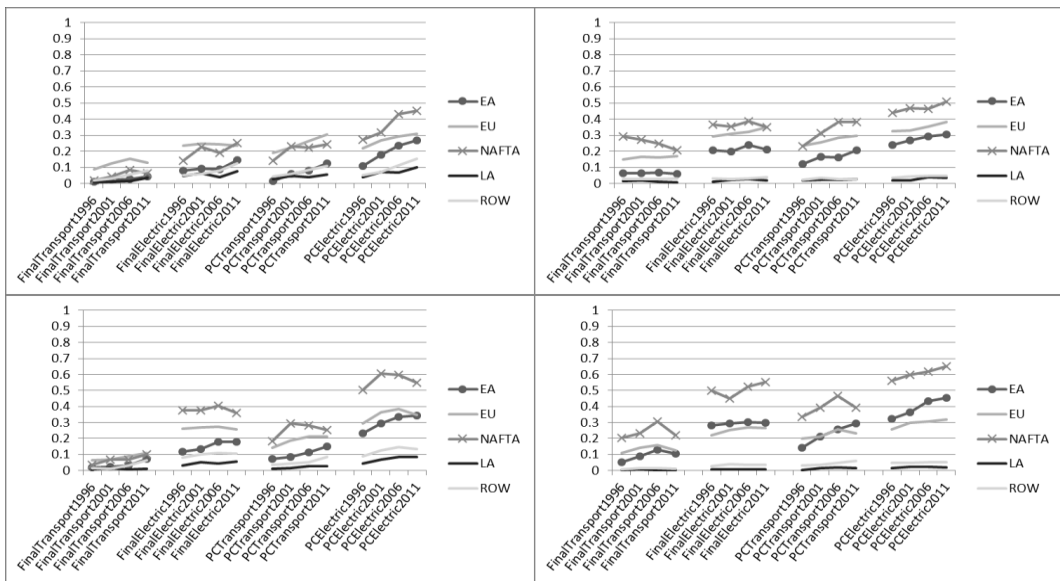 1
0.9
0.8
0.7
0.6
0.5
0.4
0.3
0.2
0.1
0
FinalTransport1996
FinalTransport2001
FinalTransport2006
FinalTransport2011
FinalElectric1996
FinalElectric2001
FinalElectric2006
FinalElectric2011
PCTransport1996
PCTransport2001
PCTransport2006
PCTransport2011
PCElectric1996
PCElectric2001
PCElectric2006
PCElectric2011
EA
EU
NAFTA
LA
ROW
1
0.9
0.8
0.7
0.6
0.5
0.4
0.3
0.2
0.1
0
FinalTransport1996
FinalTransport2001
FinalTransport2006
FinalTransport2011
FinalElectric1996
FinalElectric2001
FinalElectric2006
FinalElectric2011
PCTransport1996
PCTransport2001
PCTransport2006
PCTransport2011
PCElectric1996
PCElectric2001
PCElectric2006
PCElectric2011
EA
EU
NAFTA
LA
ROW
1
0.9
0.8
0.7
0.6
0.5
0.4
0.3
0.2
0.1
0
FinalTransport1996
FinalTransport2001
FinalTransport2006
FinalTransport2011
FinalElectric1996
FinalElectric2001
FinalElectric2006
FinalElectric2011
PCTransport1996
PCTransport2001
PCTransport2006
PCTransport2011
PCElectric1996
PCElectric2001
PCElectric2006
PCElectric2011
EA
EU
NAFTA
LA
ROW
1
0.9
0.8
0.7
0.6
0.5
0.4
0.3
0.2
0.1
0
FinalTransport1996
FinalTransport2001
FinalTransport2006
FinalTransport2011
FinalElectric1996
FinalElectric2001
FinalElectric2006
FinalElectric2011
PCTransport1996
PCTransport2001
PCTransport2006
PCTransport2011
PCElectric1996
PCElectric2001
PCElectric2006
PCElectric2011
EA
EU
NAFTA
LA
ROW